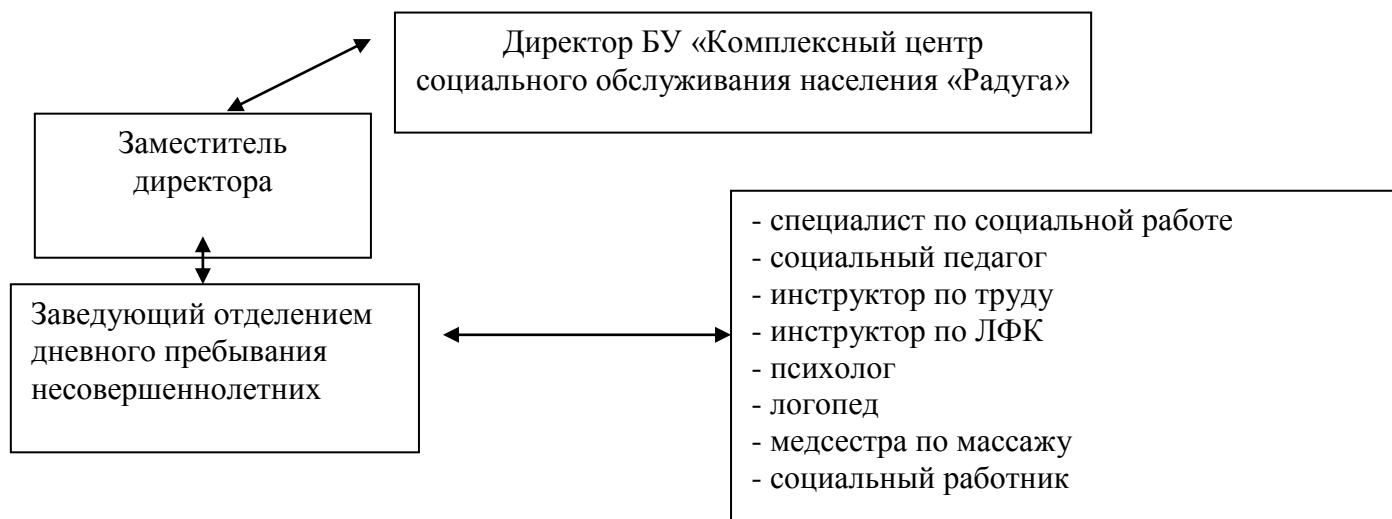 Директор БУ «Комплексный центр
социального обслуживания населения «Радуга»
Заместитель
директора
Заведующий отделением
дневного пребывания
несовершеннолетних
- специалист по социальной работе
- социальный педагог
- инструктор по труду
- инструктор по ЛФК
- психолог
- логопед
- медсестра по массажу
- социальный работник